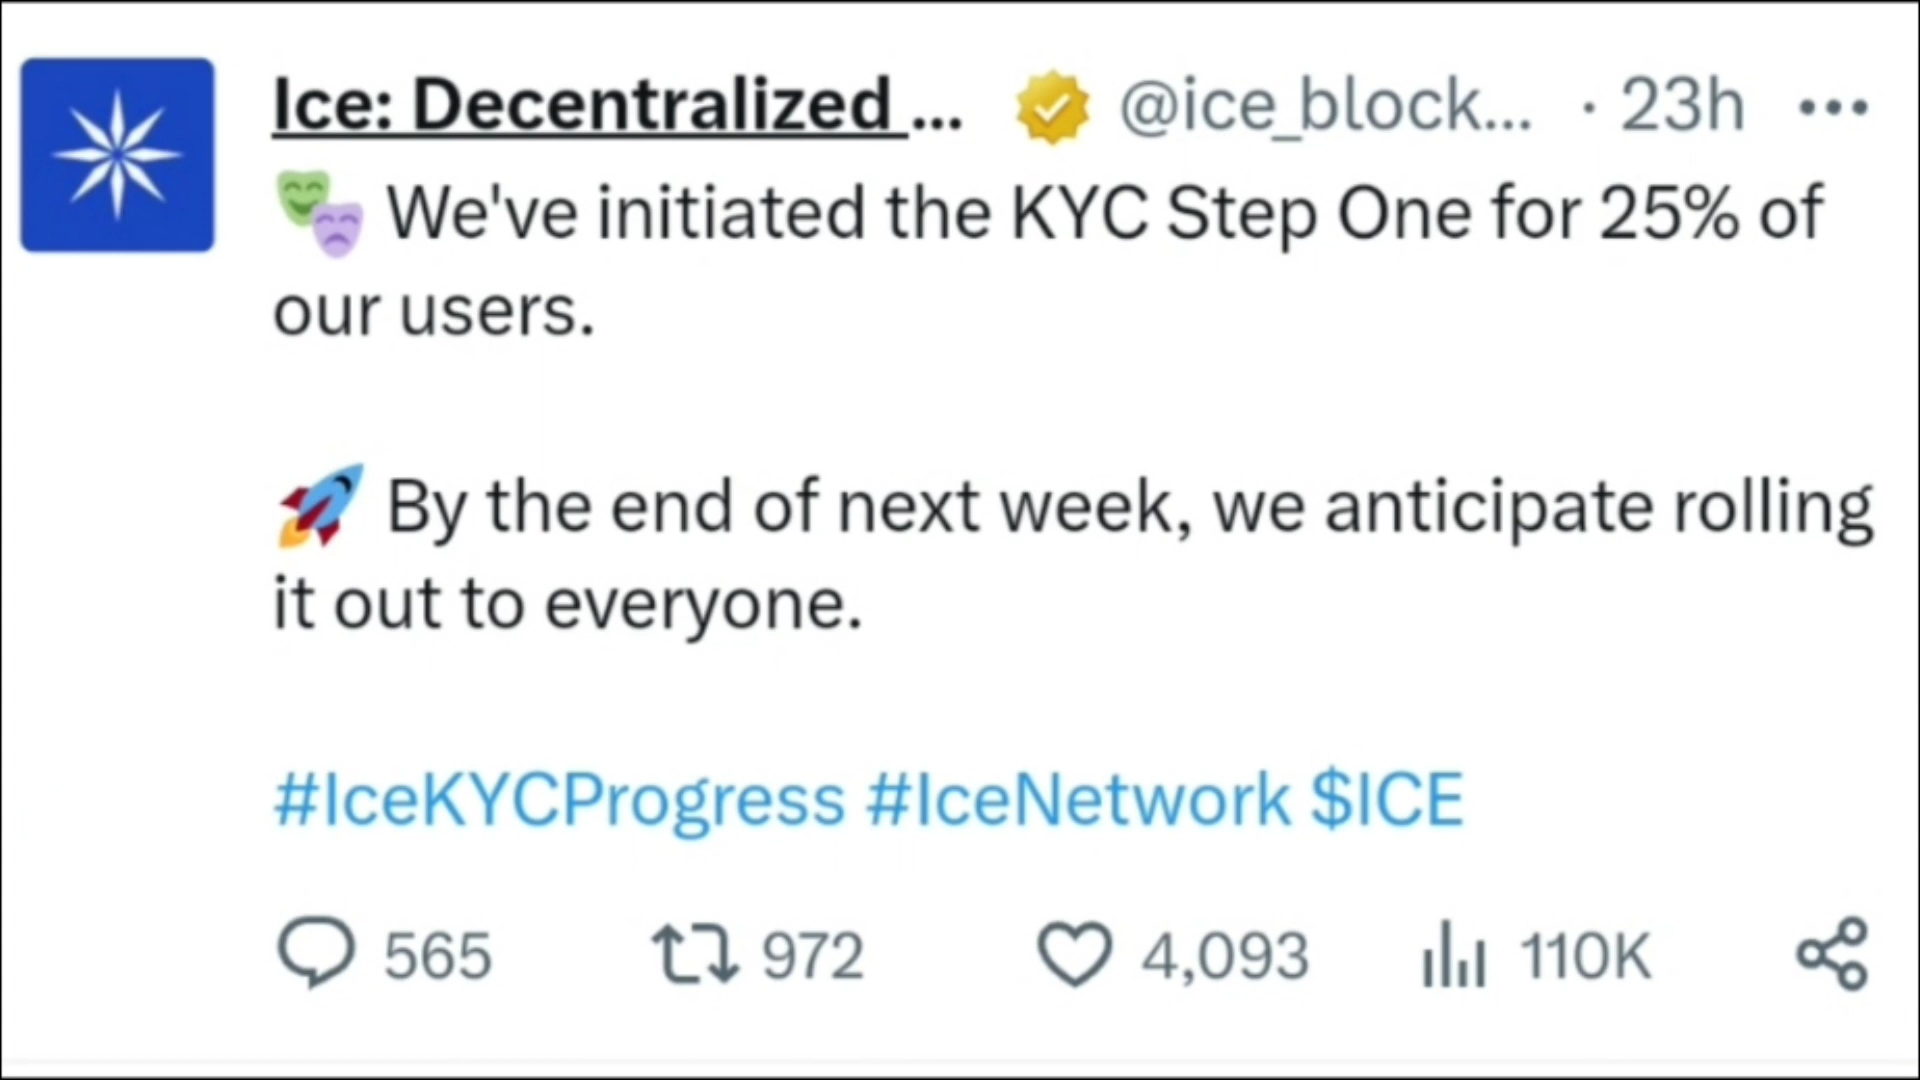 Ice: Decentralized ... @ice_block... · 23h
🎭 We've initiated the KYC Step One for 25% of
our users.
🚀 By the end of next week, we anticipate rolling
it out to everyone.
#IceKYCProgress #IceNetwork $ICE
565 972 4,093 110K